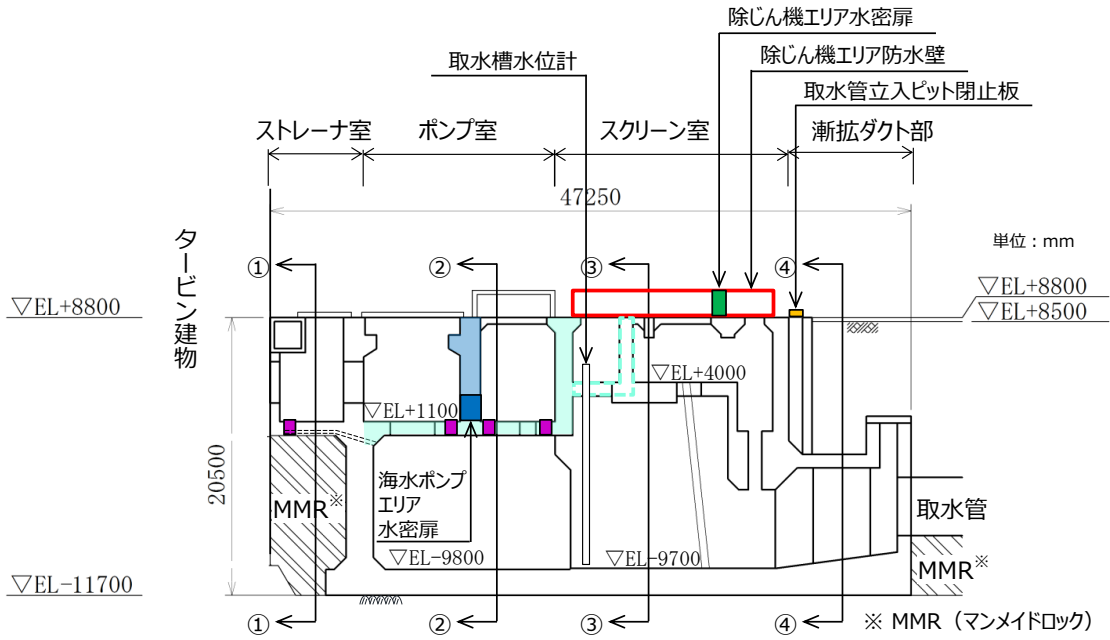 除じん機エリア水密扉
除じん機エリア防水壁
取水槽水位計
取水管立入ピット閉止板
ストレーナ室
ポンプ室
スクリーン室
漸拡ダクト部
47250
タービン建物
単位：mm
①
②
③
④
▽EL+8800
▽EL+8800
▽EL+8500
▽EL+4000
▽EL+1100
20500
海水ポンプ
エリア
水密扉
MMR※
取水管
▽EL-9800
▽EL-9700
MMR※
▽EL-11700
①
②
③
④
※ MMR（マンメイドロック）